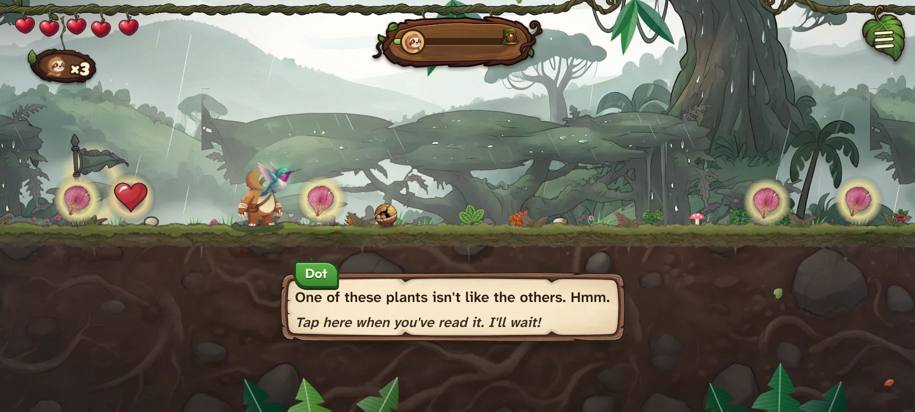 x3
Dot
One of these plants isn't like the others. Hmm.
Tap here when you've read it. I'll wait!